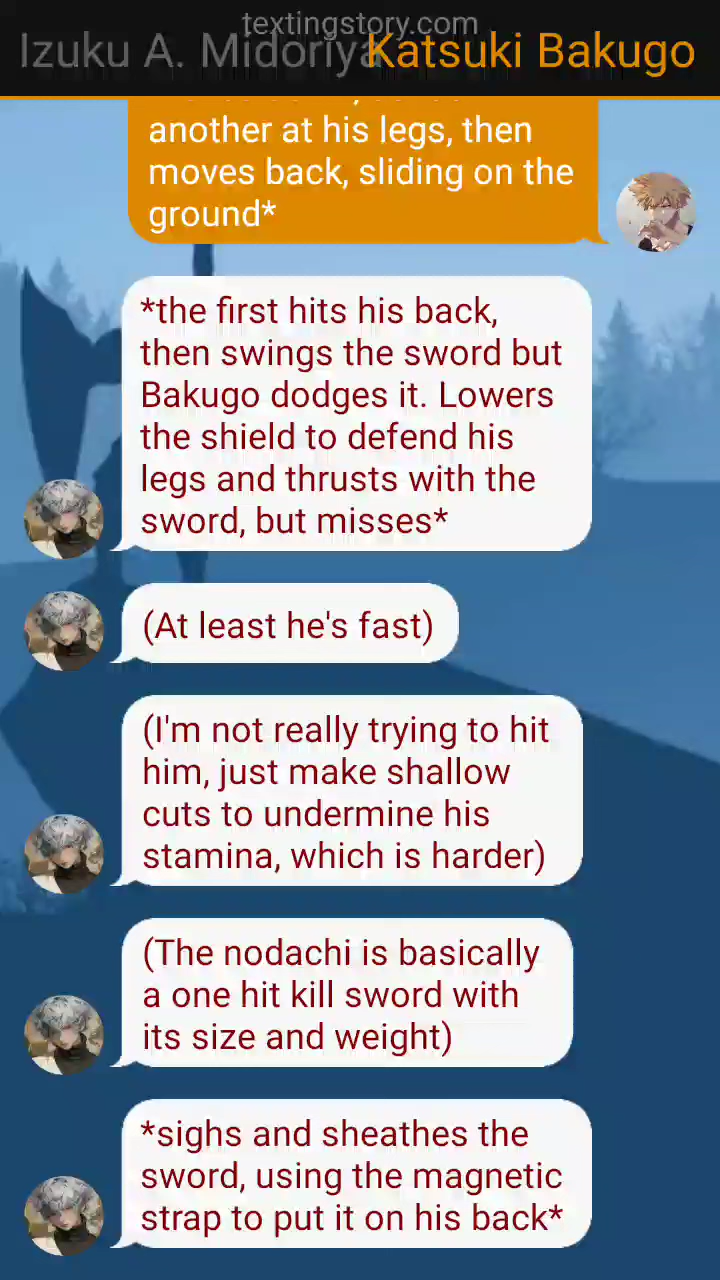 textingstory.com
Izuku A. Midoriya Katsuki Bakugo
another at his legs, then
moves back, sliding on the
ground*
*the first hits his back,
then swings the sword but
Bakugo dodges it. Lowers
the shield to defend his
legs and thrusts with the
sword, but misses*
(At least he's fast)
(I'm not really trying to hit
him, just make shallow
cuts to undermine his
stamina, which is harder)
(The nodachi is basically
a one hit kill sword with
its size and weight)
*sighs and sheathes the
sword, using the magnetic
strap to put it on his back*